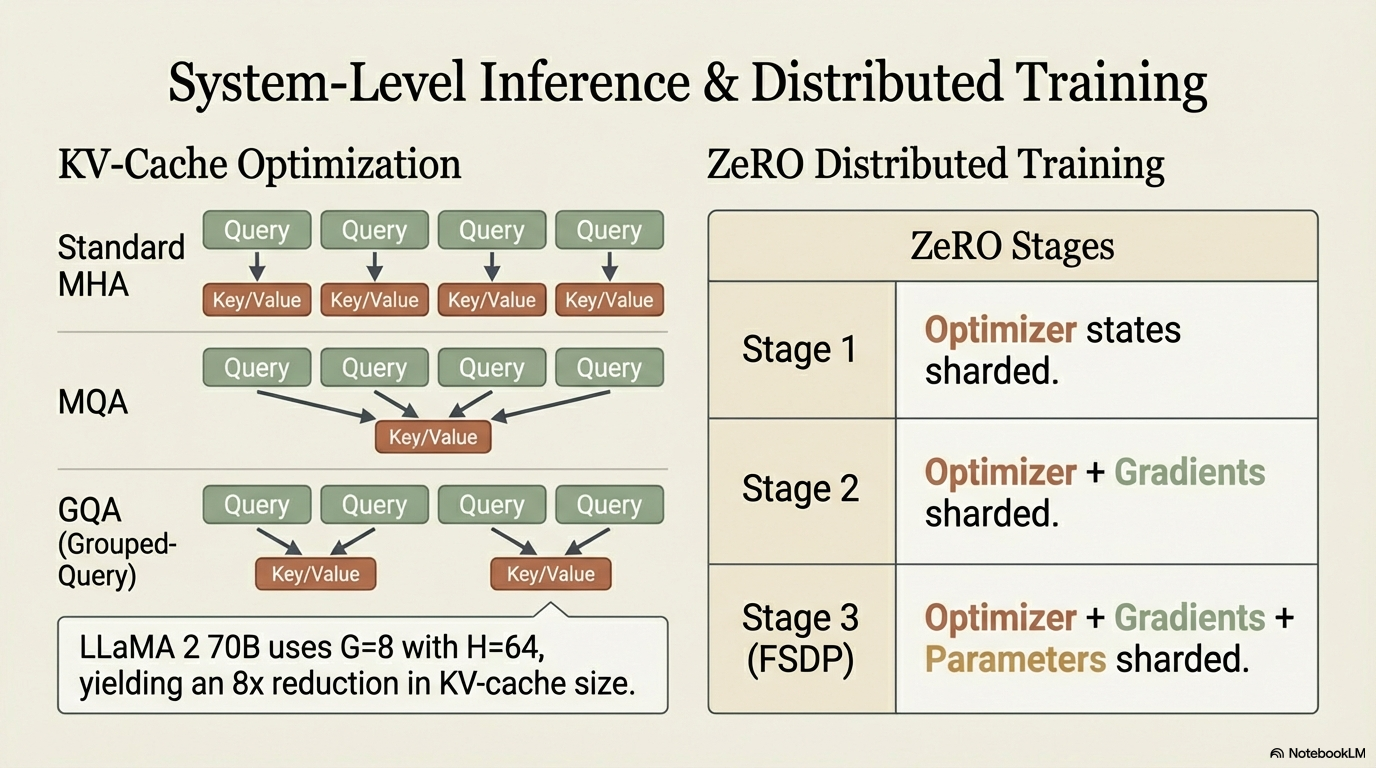 System-Level Inference & Distributed Training
KV-Cache Optimization
Standard
MHA
Query Query Query Query
Key/Value Key/Value Key/Value Key/Value
MQA
Query Query Query Query
Key/Value
GQA
(Grouped-
Query)
Query Query Query Query
Key/Value Key/Value
LLaMA 2 70B uses G=8 with H=64,
yielding an 8x reduction in KV-cache size.
ZeRO Distributed Training
ZeRO Stages
Stage 1
Optimizer states
sharded.
Stage 2
Optimizer + Gradients
sharded.
Stage 3
(FSDP)
Optimizer + Gradients +
Parameters sharded.
NotebookLM